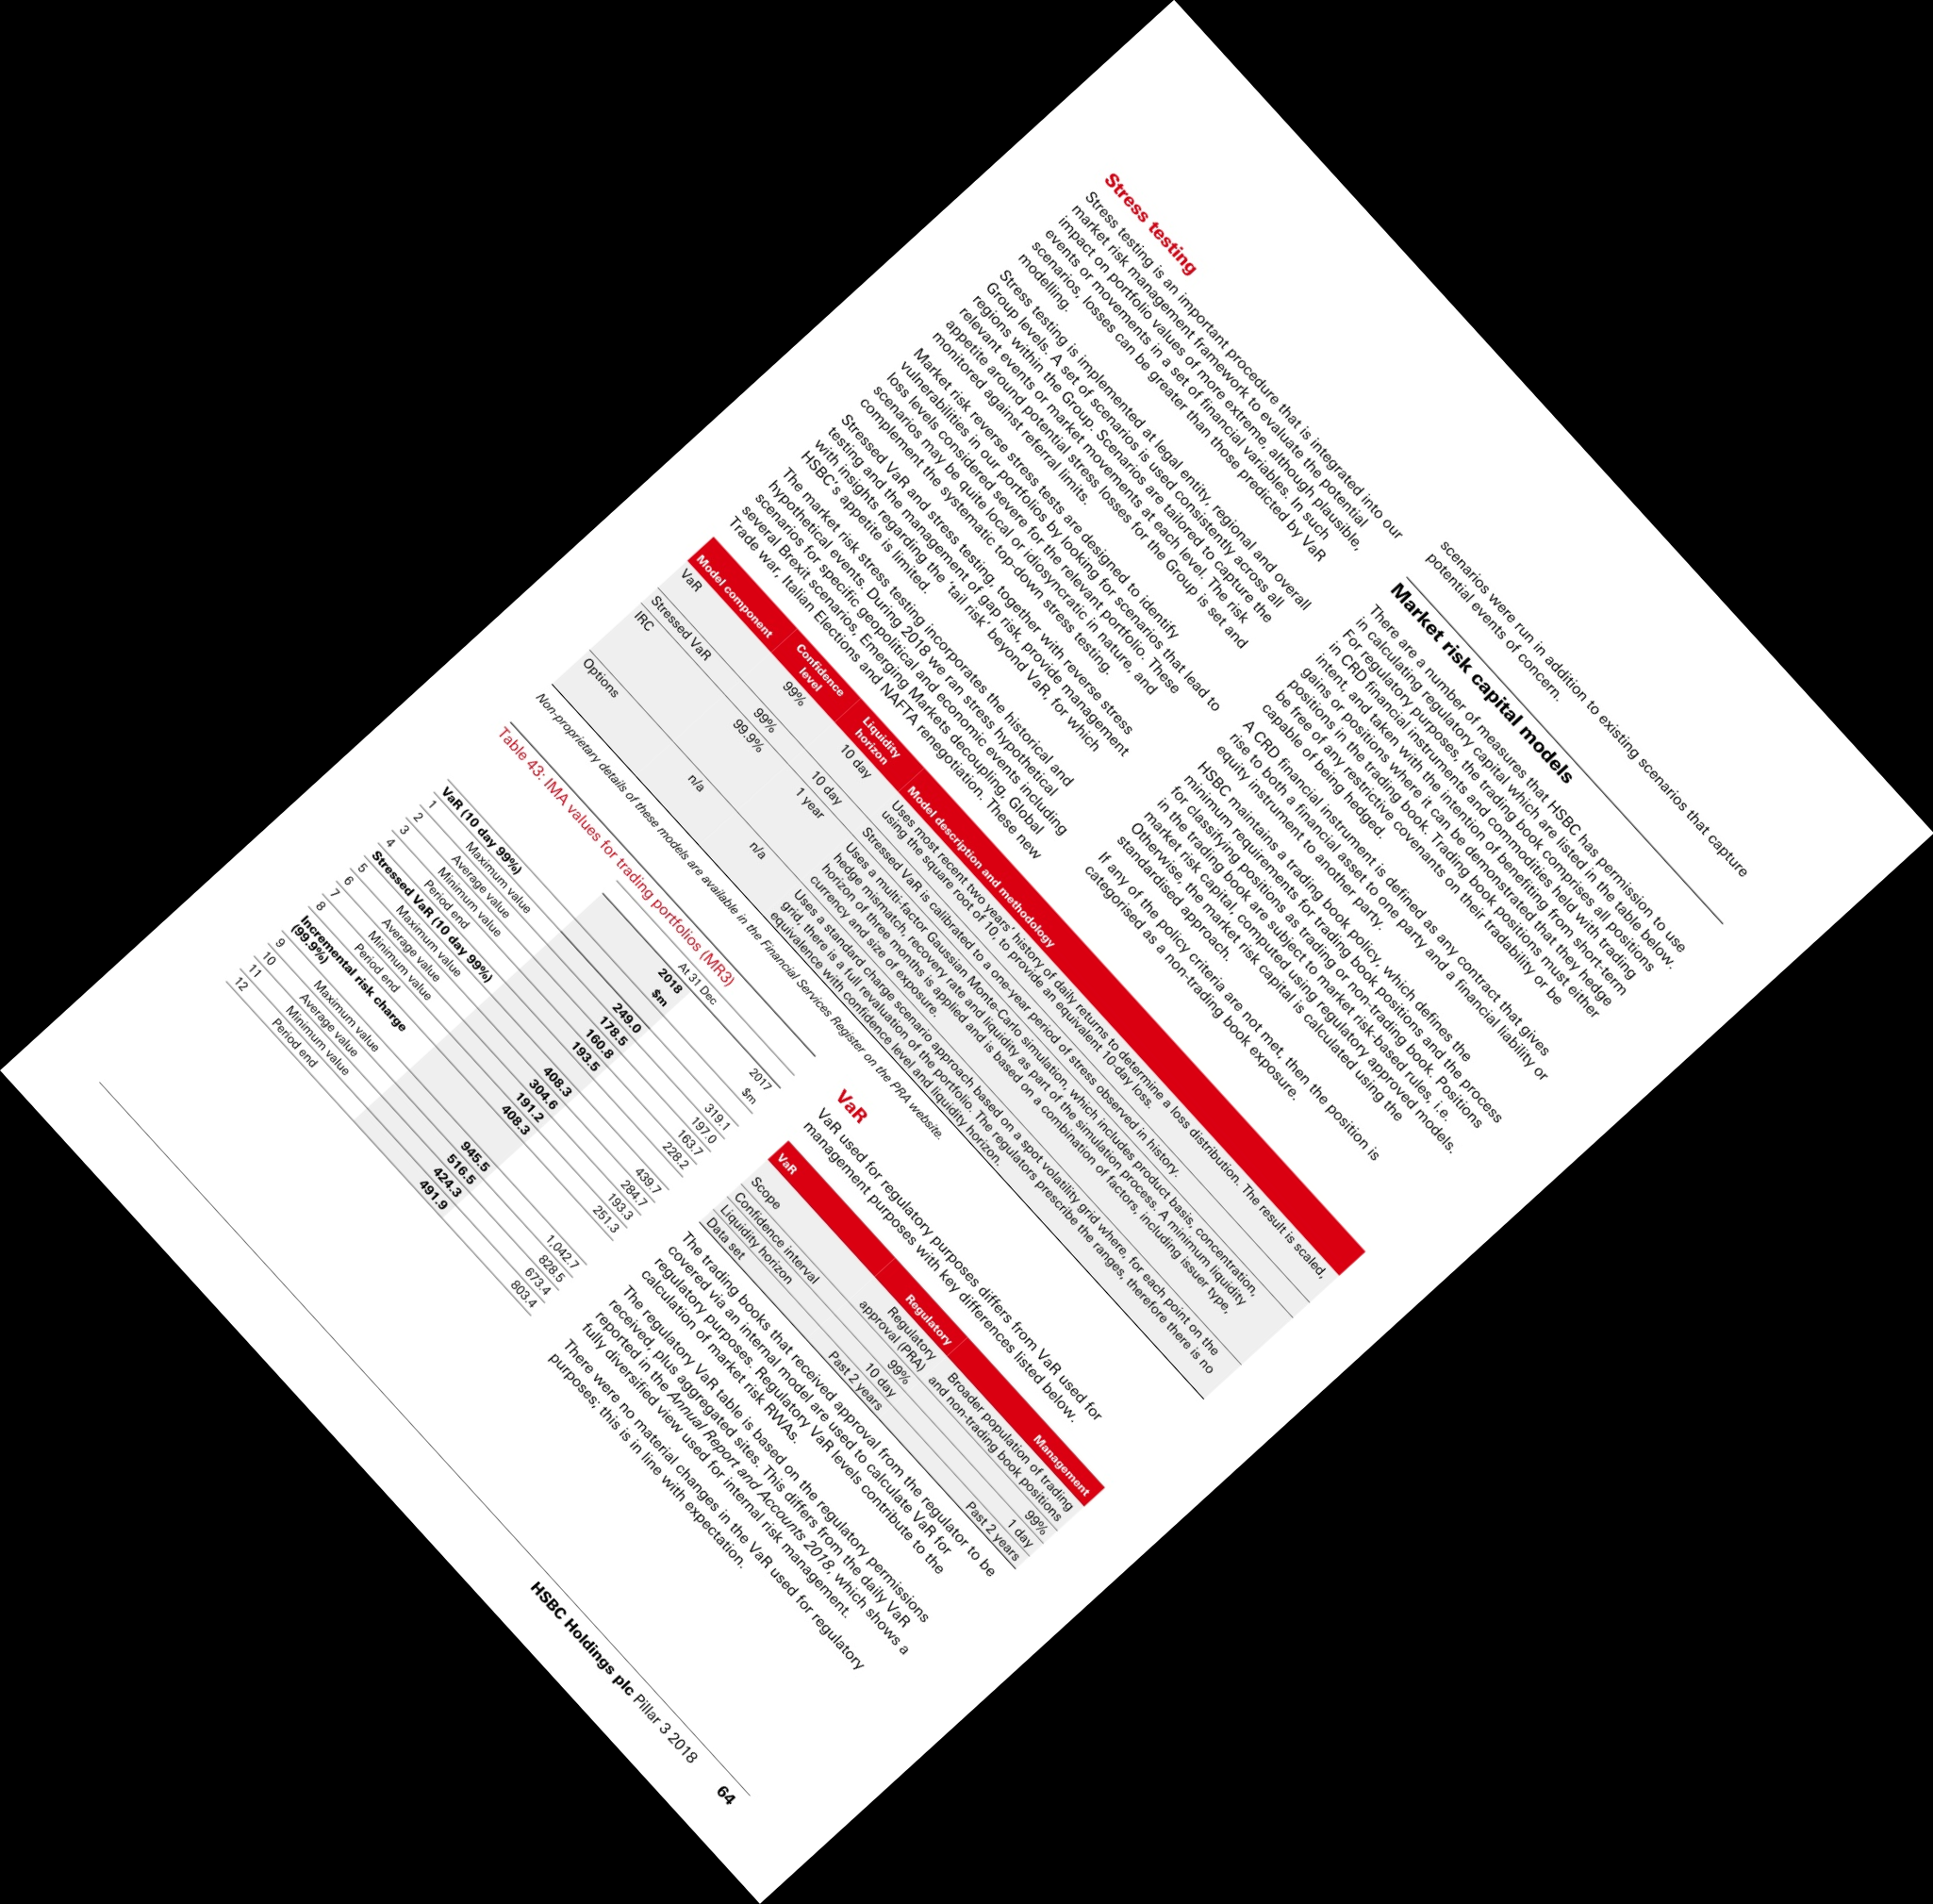 Stress testing
Stress testing is an important procedure that is integrated into our
market risk management framework to evaluate the potential
impact on portfolio values of more extreme, although plausible,
events or movements in a set of financial variables. In such
scenarios, losses can be greater than those predicted by VaR
modelling.
Stress testing is implemented at legal entity, regional and overall
Group levels. A set of scenarios is used consistently across all
regions within the Group. Scenarios are tailored to capture the
relevant events or market movements at each level. The risk
appetite around potential stress losses for the Group is set and
monitored against referral limits.
Market risk reverse stress tests are designed to identify
vulnerabilities in our portfolios by looking for scenarios that lead to
loss levels considered severe for the relevant portfolio. These
scenarios may be quite local or idiosyncratic in nature, and
complement the systematic top-down stress testing.
Stressed VaR and stress testing, together with reverse stress
testing and the management of gap risk, provide management
with insights regarding the ‘tail risk’ beyond VaR, for which
HSBC’s appetite is limited.
The market risk stress testing incorporates the historical and
hypothetical events. During 2018 we ran stress hypothetical
scenarios for specific geopolitical and economic events including
several Brexit scenarios, Emerging Markets decoupling, Global
Trade war, Italian Elections and NAFTA renegotiation. These new
scenarios were run in addition to existing scenarios that capture
potential events of concern.
Market risk capital models
There are a number of measures that HSBC has permission to use
in calculating regulatory capital which are listed in the table below.
For regulatory purposes, the trading book comprises all positions
in CRD financial instruments and commodities held with trading
intent, and taken with the intention of benefiting from short-term
gains or positions where it can be demonstrated that they hedge
positions in the trading book. Trading book positions must either
be free of any restrictive covenants on their tradability or be
capable of being hedged.
A CRD financial instrument is defined as any contract that gives
rise to both a financial asset to one party and a financial liability or
equity instrument to another party.
HSBC maintains a trading book policy, which defines the
minimum requirements for trading book positions and the process
for classifying positions as trading or non-trading book. Positions
in the trading book are subject to market risk-based rules, i.e.
market risk capital, computed using regulatory approved models.
Otherwise, the market risk capital is calculated using the
standardised approach.
If any of the policy criteria are not met, then the position is
categorised as a non-trading book exposure.
Model component Confidence level Liquidity horizon Model description and methodology
VaR 99% 10 day Uses most recent two years’ history of daily returns to determine a loss distribution. The result is scaled,
using the square root of 10, to provide an equivalent 10-day loss.
Stressed VaR 99% 10 day Stressed VaR is calibrated to a one-year period of stress observed in history.
IRC 99.9% 1 year Uses a multi-factor Gaussian Monte-Carlo simulation, which includes product basis, concentration,
hedge mismatch, recovery rate and liquidity as part of the simulation process. A minimum liquidity
horizon of three months is applied and is based on a combination of factors, including issuer type,
currency and size of exposure.
Options n/a n/a Uses a standard charge scenario approach based on a spot volatility grid where, for each point on the
grid, there is a full revaluation of the portfolio. The regulators prescribe the ranges, therefore there is no
equivalence with confidence level and liquidity horizon.
Non-proprietary details of these models are available in the Financial Services Register on the PRA website.
Table 43: IMA values for trading portfolios (MR3)
At 31 Dec
2018 2017
$m $m
VaR (10 day 99%)
1 Maximum value 249.0 319.1
2 Average value 178.5 197.0
3 Minimum value 160.8 163.7
4 Period end 193.5 228.2
Stressed VaR (10 day 99%)
5 Maximum value 408.3 439.7
6 Average value 304.6 284.7
7 Minimum value 191.2 193.3
8 Period end 408.3 251.3
Incremental risk charge
(99.9%)
9 Maximum value 945.5 1,042.7
10 Average value 516.5 828.5
11 Minimum value 424.3 673.4
12 Period end 491.9 803.4
VaR
VaR used for regulatory purposes differs from VaR used for
management purposes with key differences listed below.
VaR Regulatory Management
Scope Regulatory approval (PRA) Broader population of trading and non-trading book positions
Confidence interval 99% 99%
Liquidity horizon 10 day 1 day
Data set Past 2 years Past 2 years
The trading books that received approval from the regulator to be
covered via an internal model are used to calculate VaR for
regulatory purposes. Regulatory VaR levels contribute to the
calculation of market risk RWAs.
The regulatory VaR table is based on the regulatory permissions
received, plus aggregated sites. This differs from the daily VaR
reported in the Annual Report and Accounts 2018, which shows a
fully diversified view used for internal risk management.
There were no material changes in the VaR used for regulatory
purposes; this is in line with expectation.
HSBC Holdings plc Pillar 3 2018 64